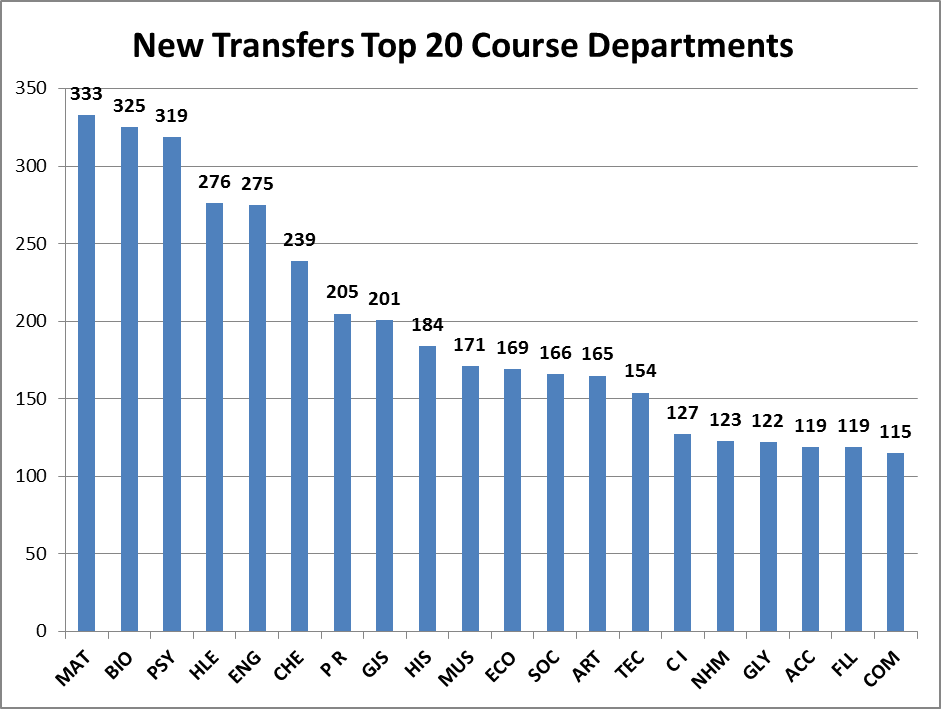 New Transfers Top 20 Course Departments
350
300
250
200
150
100
50
0
333
325
319
276
275
239
205
201
184
171
169
166
165
154
127
123
122
119
119
115
MAT
BIO
PSY
HLE
ENG
CHE
P R
GJS
HIS
MUS
ECO
SOC
ART
TEC
C I
NHM
GLY
ACC
FLL
COM